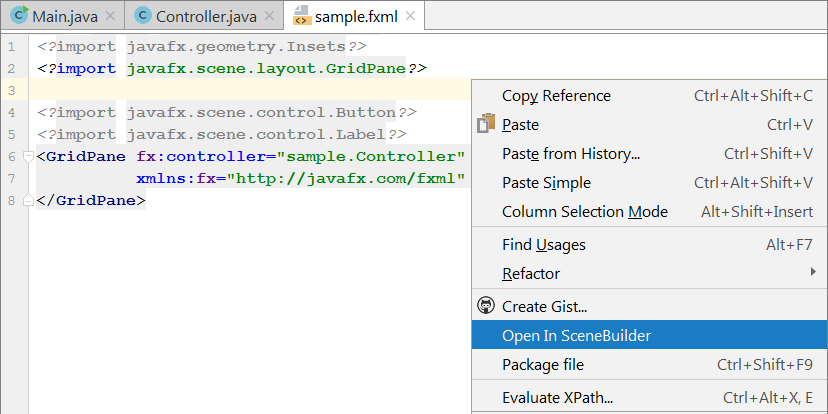 Main.java Controller.java sample.fxml
1 <?import javafx.geometry.Insets?>
2 <?import javafx.scene.layout.GridPane?>
3
4 <?import javafx.scene.control.Button?>
5 <?import javafx.scene.control.Label?>
6 <GridPane fx:controller="sample.Controller"
7 xmlns:fx="http://javafx.com/fxml"
8 </GridPane>
Copy Reference Ctrl+Alt+Shift+C
Paste Ctrl+V
Paste from History... Ctrl+Shift+V
Paste Simple Ctrl+Alt+Shift+V
Column Selection Mode Alt+Shift+Insert
Find Usages Alt+F7
Refactor
Create Gist...
Open In SceneBuilder
Package file Ctrl+Shift+F9
Evaluate XPath... Ctrl+Alt+X, E